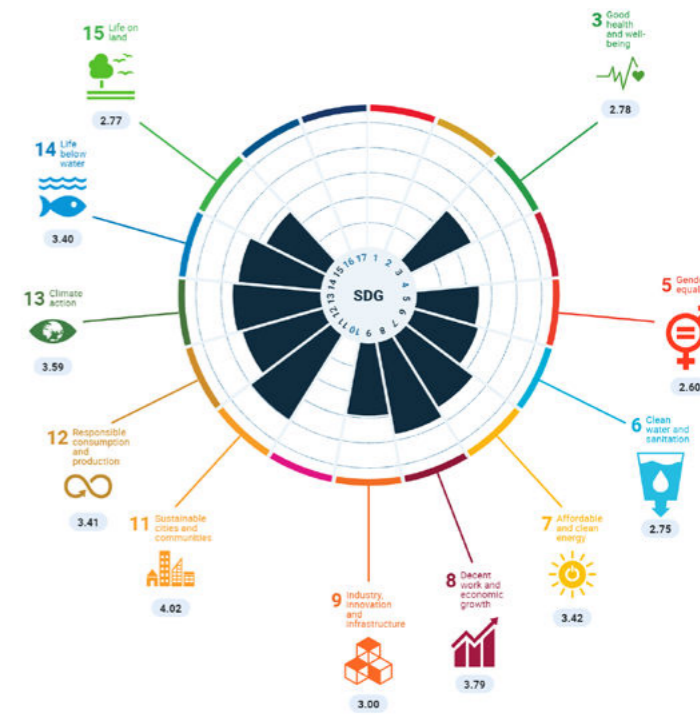 15 Life on
land
2.77
3 Good
health
and well-
being
2.78
14 Life
below
water
3.40
13 Climate
action
3.59
5
2.60
12 Responsible
consumption
and
production
3.41
11 Sustainable
cities and
communities
4.02
9 Industry,
innovation
and
infrastructure
3.00
8 Decent
work and
economic
growth
3.79
7 Affordable
and clean
energy
3.42
6 Clean
water and
sanitation
2.75
SDG
1 2 3 4 5 6 7 8 9 10 11 12 13 14 15 16 17